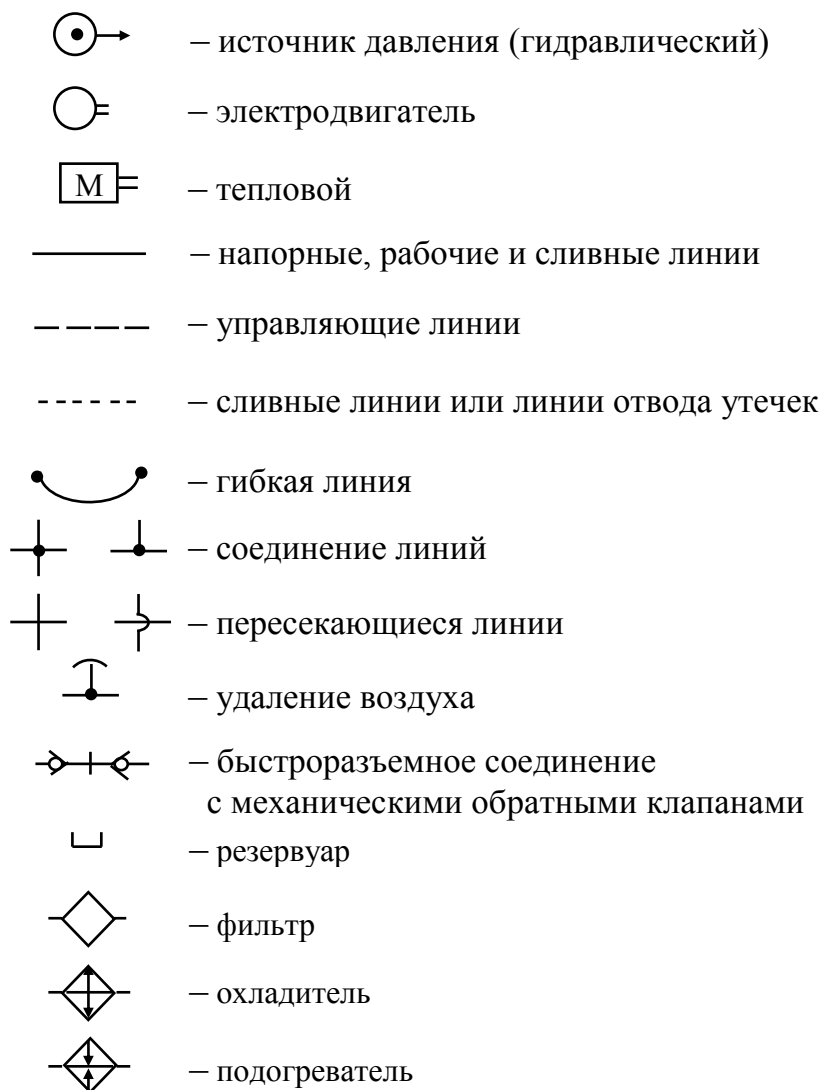 – источник давления (гидравлический)
– электродвигатель
М – тепловой
– напорные, рабочие и сливные линии
– управляющие линии
– сливные линии или линии отвода утечек
– гибкая линия
– соединение линий
– пересекающиеся линии
– удаление воздуха
– быстроразъемное соединение
с механическими обратными клапанами
– резервуар
– фильтр
– охладитель
– подогреватель